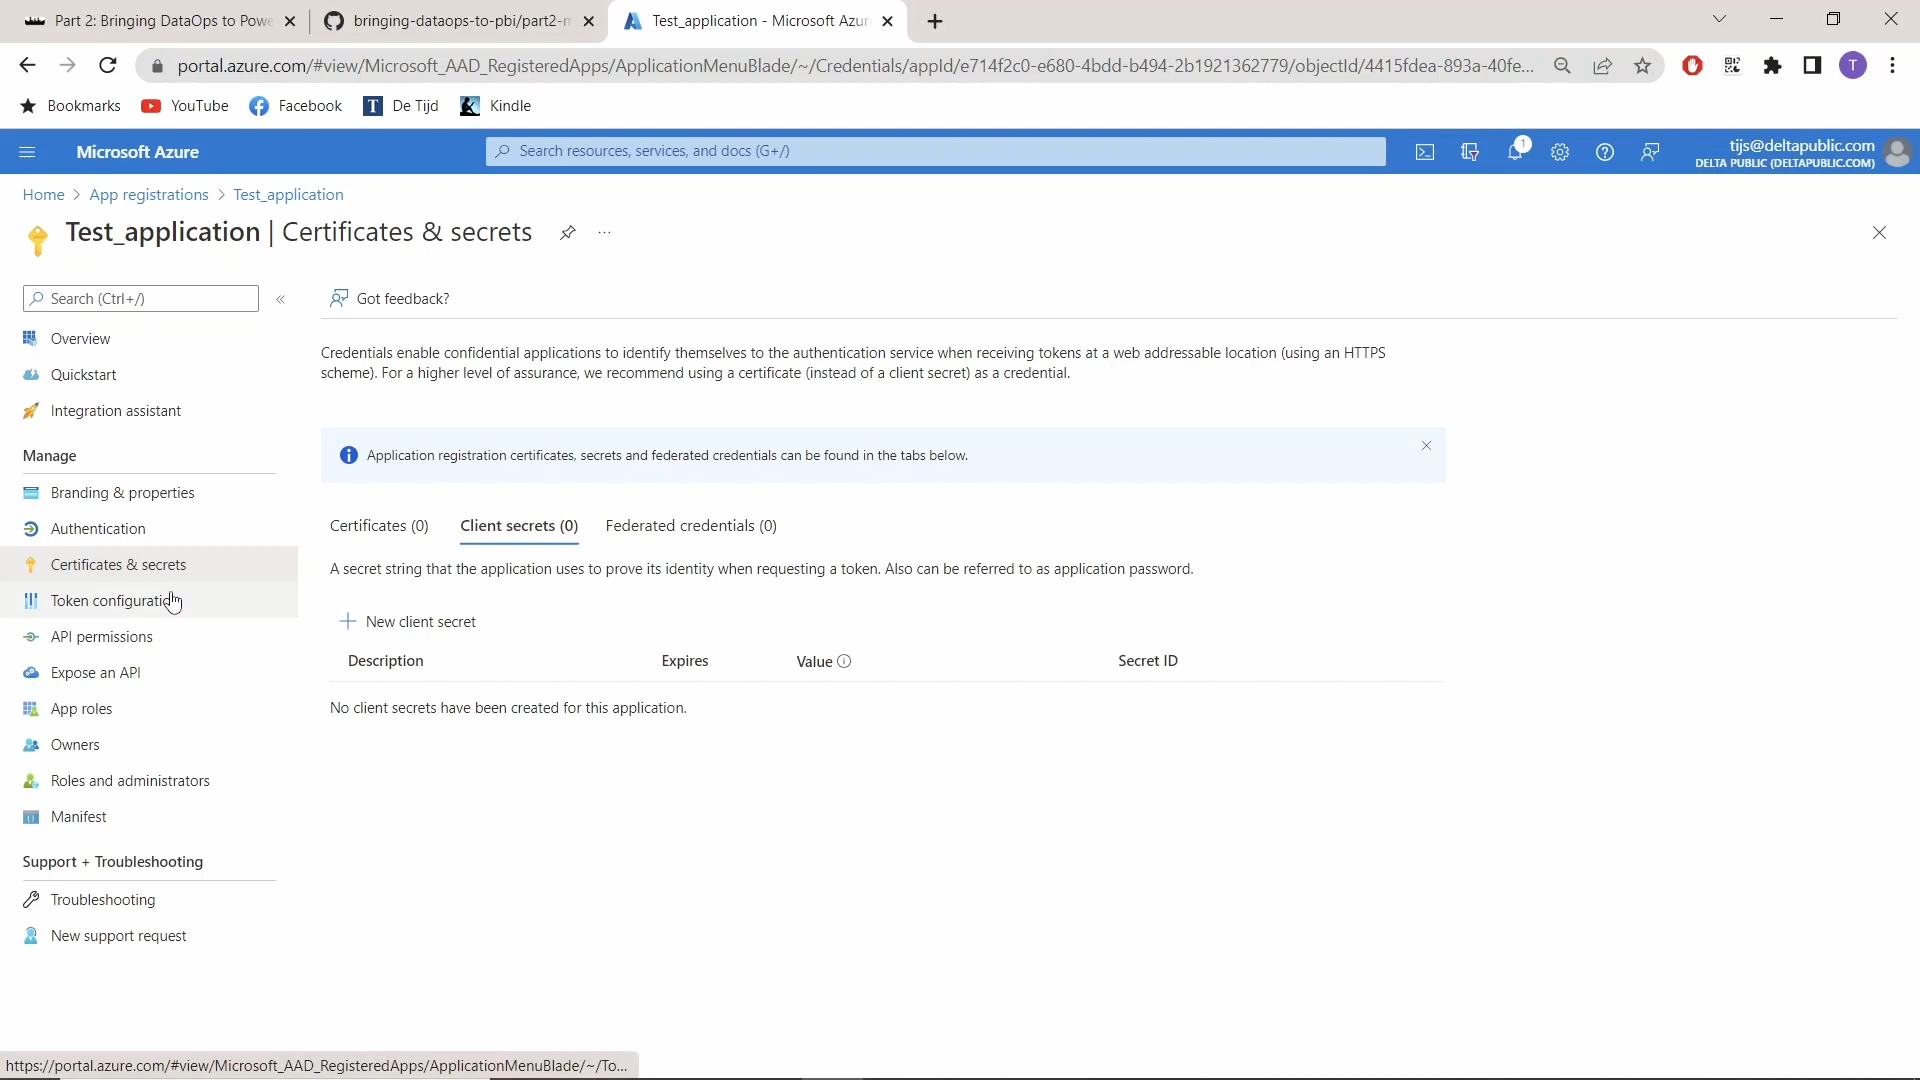 Part 2: Bringing DataOps to Powe
bringing-dataops-to-pbi/part2-m
Test_application - Microsoft Azur
portal.azure.com/#view/Microsoft_AAD_RegisteredApps/ApplicationMenuBlade/~/Credentials/appId/e714f2c0-e680-4bdd-b494-2b1921362779/objectId/4415fdea-893a-40fe...
T
Bookmarks
YouTube
Facebook
T De Tijd
Kindle
Microsoft Azure
Search resources, services, and docs (G+/)
1
tijs@deltapublic.com
DELTA PUBLIC (DELTAPUBLIC.COM)
Home > App registrations > Test_application
Test_application | Certificates & secrets
Search (Ctrl+/)
Got feedback?
Overview
Quickstart
Integration assistant
Manage
Branding & properties
Authentication
Certificates & secrets
Token configuratio
API permissions
Expose an API
App roles
Owners
Roles and administrators
Manifest
Support + Troubleshooting
Troubleshooting
New support request
Credentials enable confidential applications to identify themselves to the authentication service when receiving tokens at a web addressable location (using an HTTPS
scheme). For a higher level of assurance, we recommend using a certificate (instead of a client secret) as a credential.
Application registration certificates, secrets and federated credentials can be found in the tabs below.
Certificates (0)
Client secrets (0)
Federated credentials (0)
A secret string that the application uses to prove its identity when requesting a token. Also can be referred to as application password.
New client secret
Description
Expires
Value
Secret ID
No client secrets have been created for this application.
https://portal.azure.com/#view/Microsoft_AAD_RegisteredApps/ApplicationMenuBlade/~/To...